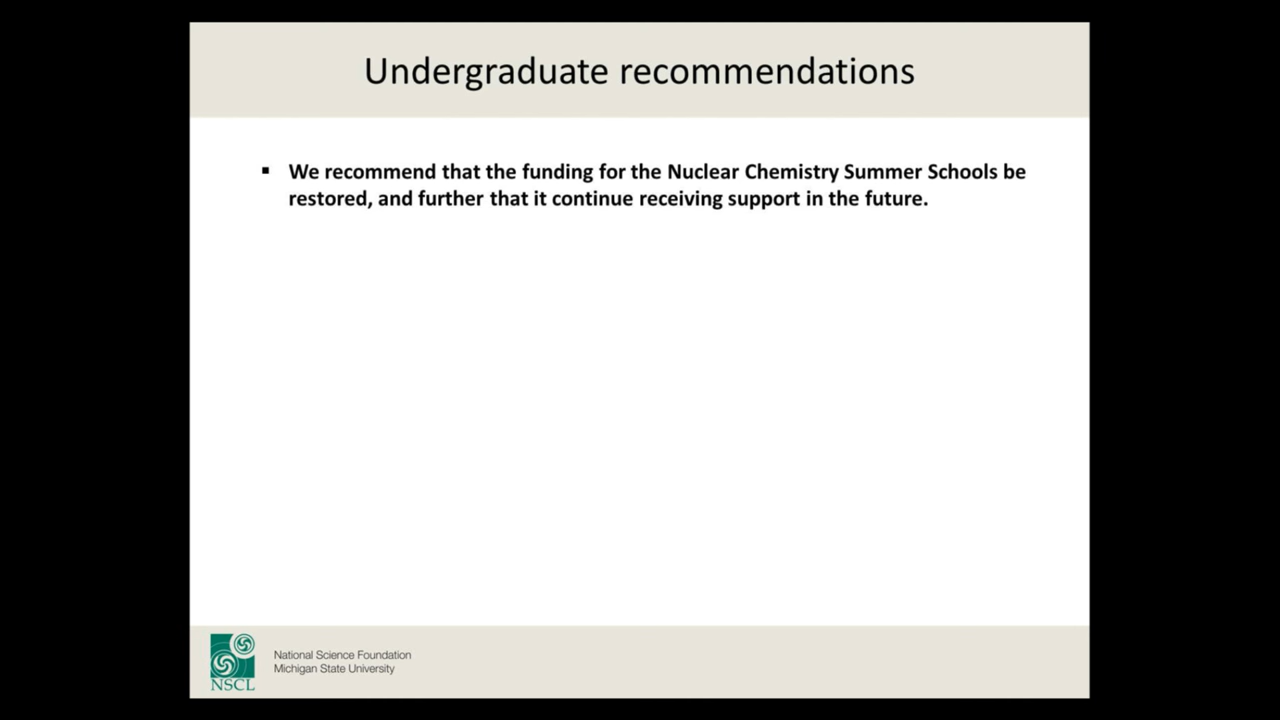 Undergraduate recommendations
▪ We recommend that the funding for the Nuclear Chemistry Summer Schools be
restored, and further that it continue receiving support in the future.
National Science Foundation
Michigan State University
NSCL